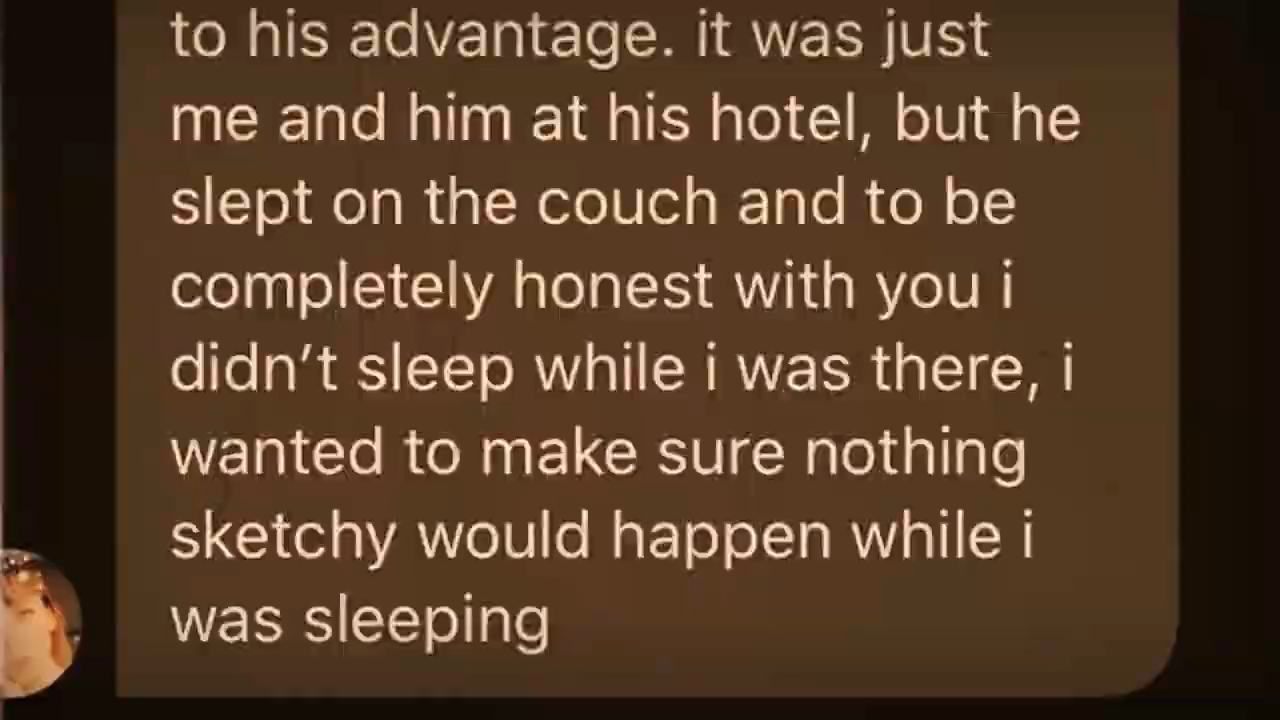 to his advantage. it was just
me and him at his hotel, but he
slept on the couch and to be
completely honest with you i
didn’t sleep while i was there, i
wanted to make sure nothing
sketchy would happen while i
was sleeping